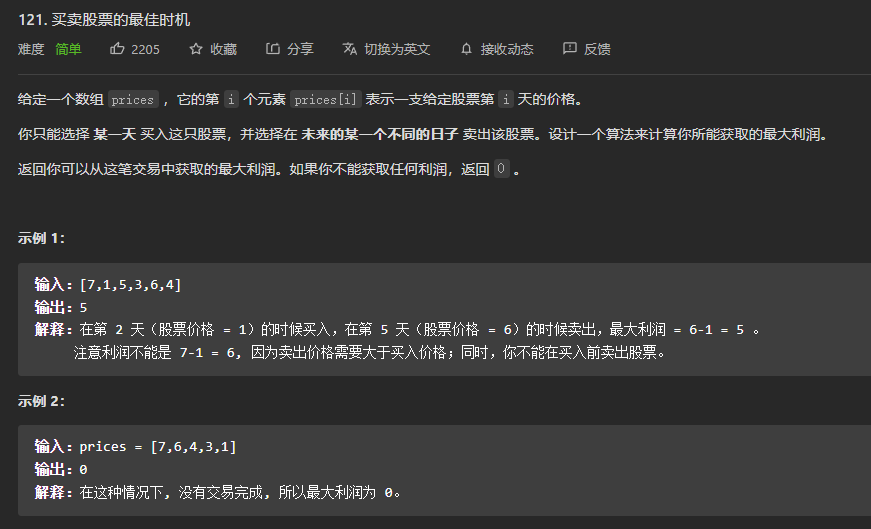 121. 买卖股票的最佳时机
难度 简单 2205 收藏 分享 切换为英文 接收动态 反馈
给定一个数组 prices ，它的第 i 个元素 prices[i] 表示一支给定股票第 i 天的价格。
你只能选择 某一天 买入这只股票，并选择在 未来的某一个不同的日子 卖出该股票。设计一个算法来计算你所能获取的最大利润。
返回你可以从这笔交易中获取的最大利润。如果你不能获取任何利润，返回 0 。
示例 1：
输入：[7,1,5,3,6,4]
输出：5
解释：在第 2 天（股票价格 = 1）的时候买入，在第 5 天（股票价格 = 6）的时候卖出，最大利润 = 6-1 = 5 。
注意利润不能是 7-1 = 6, 因为卖出价格需要大于买入价格；同时，你不能在买入前卖出股票。
示例 2：
输入：prices = [7,6,4,3,1]
输出：0
解释：在这种情况下, 没有交易完成, 所以最大利润为 0。